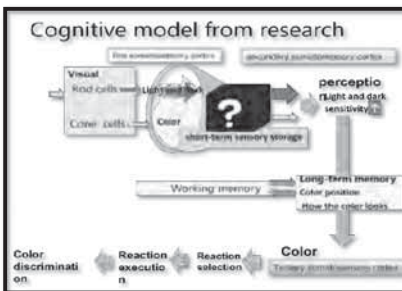 Cognitive model from research
secondary somatosensory cortex
Visual
perceptio
Rod cells
Light and dark
n Light and dark
sensitivity
?
Color
Cone cells
short-term sensory storage
Long-term memory
Working memory
Color position
How the color looks
Color
Color
discriminati
on
Reaction
executio
n
Reaction
selection